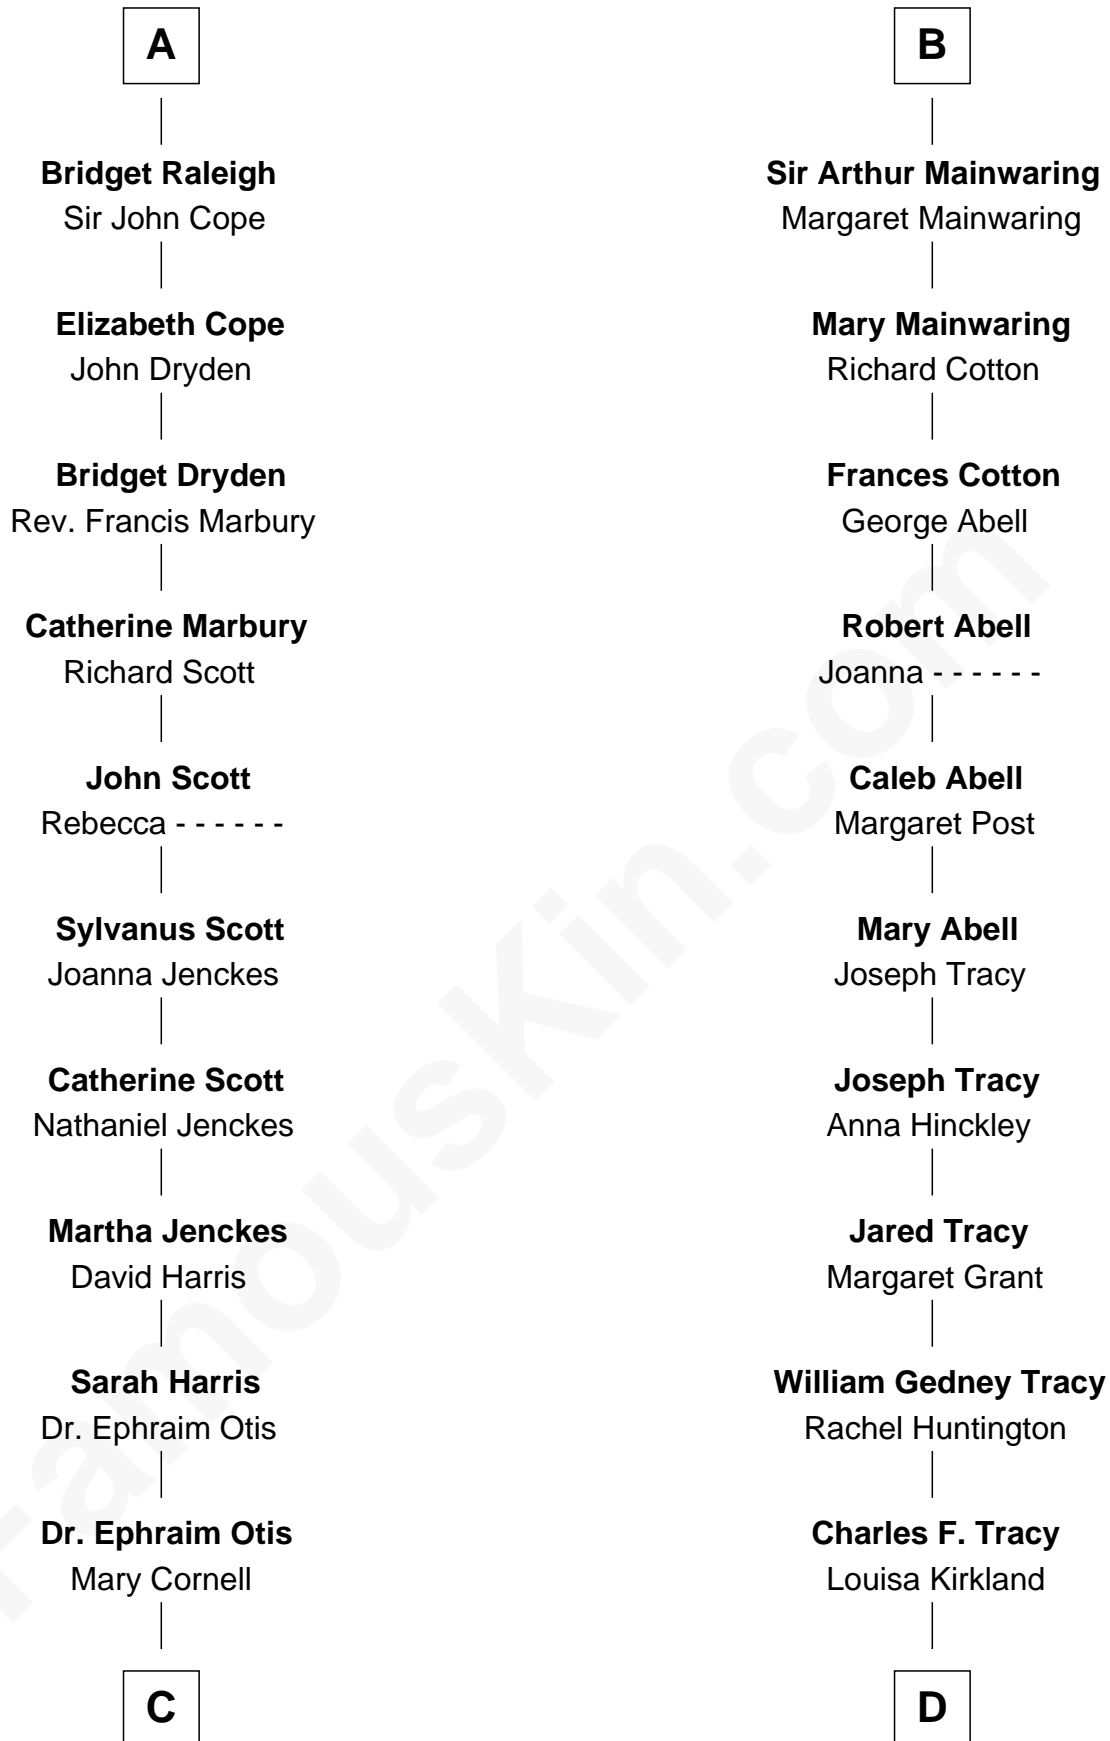 A
Bridget Raleigh
Sir John Cope
Elizabeth Cope
John Dryden
Bridget Dryden
Rev. Francis Marbury
Catherine Marbury
Richard Scott
John Scott
Rebecca - - - - - -
Sylvanus Scott
Joanna Jenckes
Catherine Scott
Nathaniel Jenckes
Martha Jenckes
David Harris
Sarah Harris
Dr. Ephraim Otis
Dr. Ephraim Otis
Mary Cornell
C
B
Sir Arthur Mainwaring
Margaret Mainwaring
Mary Mainwaring
Richard Cotton
Frances Cotton
George Abell
Robert Abell
Joanna - - - - - -
Caleb Abell
Margaret Post
Mary Abell
Joseph Tracy
Joseph Tracy
Anna Hinckley
Jared Tracy
Margaret Grant
William Gedney Tracy
Rachel Huntington
Charles F. Tracy
Louisa Kirkland
D
FamousKin.com